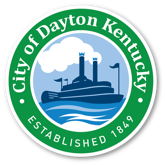 City of Dayton Kentucky
ESTABLISHED 1849